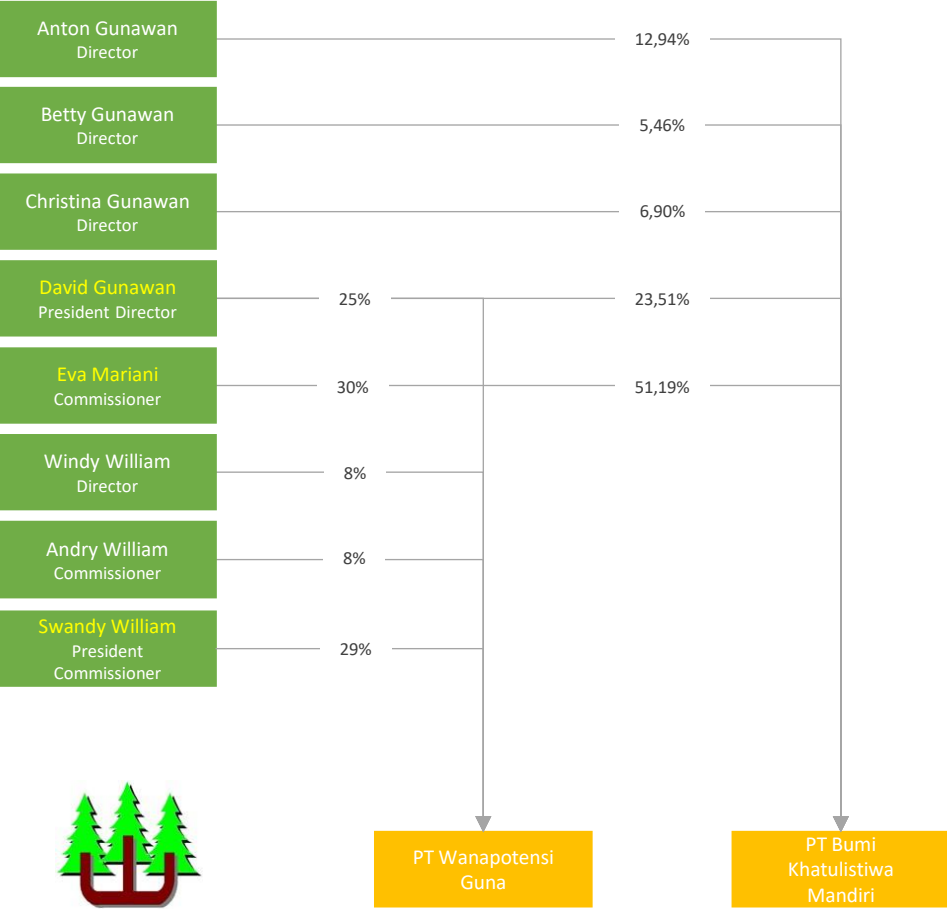 Anton Gunawan
Director
12,94%
Betty Gunawan
Director
5,46%
Christina Gunawan
Director
6,90%
David Gunawan
President Director
25%
23,51%
Eva Mariani
Commissioner
30%
51,19%
Windy William
Director
8%
Andry William
Commissioner
8%
Swandy William
President
Commissioner
29%
PT Wanapotensi
Guna
PT Bumi
Khatulistiwa
Mandiri